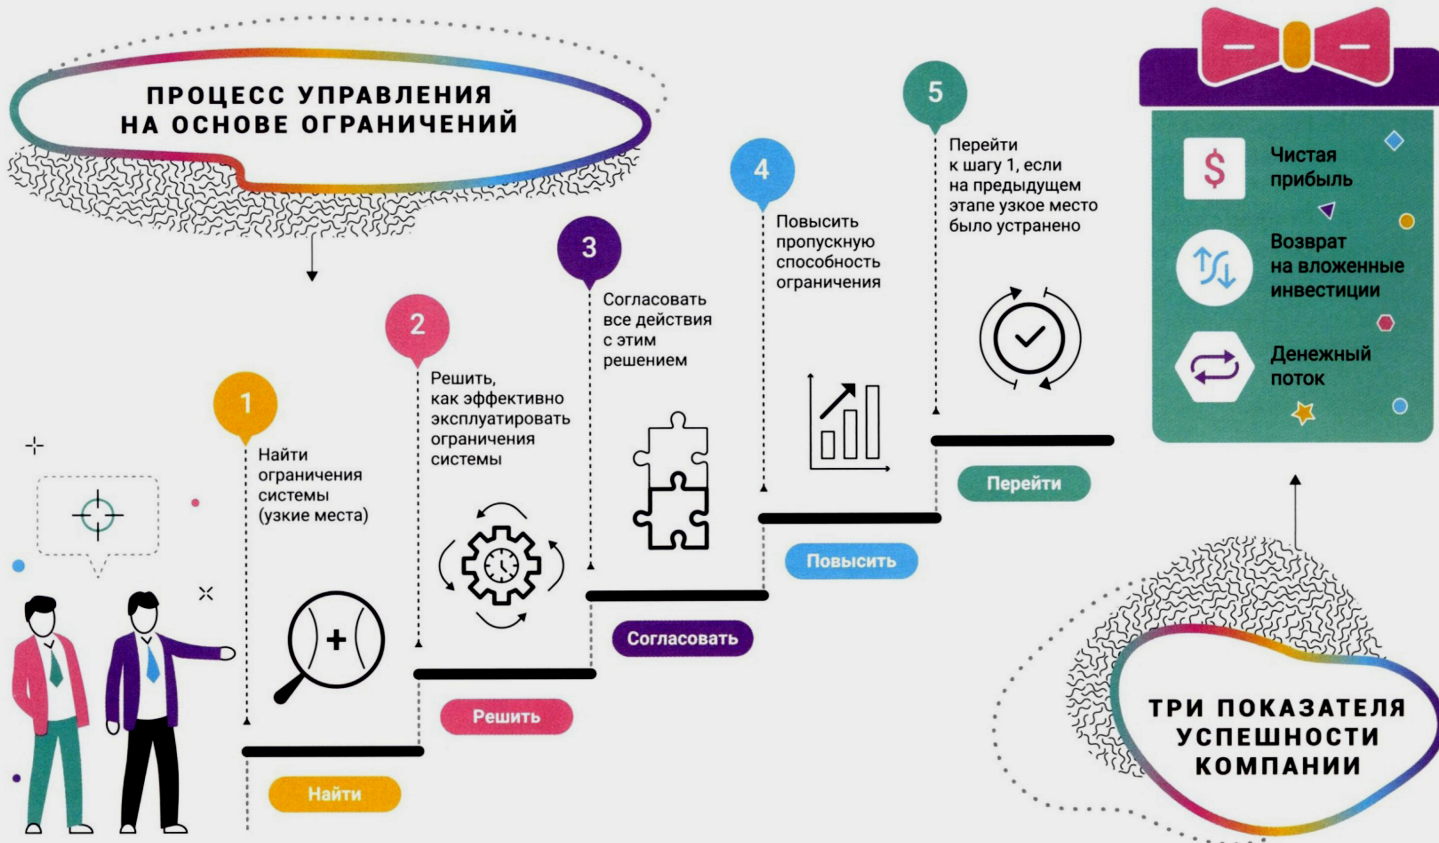 ПРОЦЕСС УПРАВЛЕНИЯ
НА ОСНОВЕ ОГРАНИЧЕНИЙ
1
Найти
ограничения
системы
(узкие места)
Найти
2
Решить,
как эффективно
эксплуатировать
ограничения
системы
Решить
3
Согласовать
все действия
с этим
решением
Согласовать
4
Повысить
пропускную
способность
ограничения
Повысить
5
Перейти
к шагу 1, если
на предыдущем
этапе узкое место
было устранено
Перейти
$
Чистая
прибыль
Возврат
на вложенные
инвестиции
Денежный
поток
ТРИ ПОКАЗАТЕЛЯ
УСПЕШНОСТИ
КОМПАНИИ